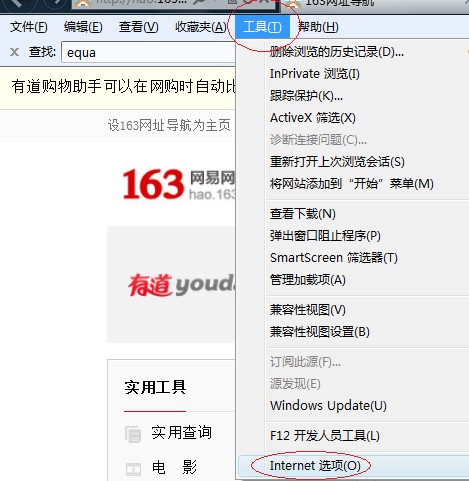 163网址导航
文件(F) 编辑(E) 查看(V) 收藏夹(A) 工具(T) 帮助(H)
查找: equa
删除浏览的历史记录(D)...
InPrivate 浏览(I)
有道购物助手可以在网购时自动比
跟踪保护(K)...
ActiveX 筛选(X)
设163网址导航为主页
诊断连接问题(C)...
重新打开上次浏览会话(S)
将网站添加到“开始”菜单(M)
163 网易网
hao.163
查看下载(N)
弹出窗口阻止程序(P)
SmartScreen 筛选器(T)
管理加载项(A)
有道 youda
兼容性视图(V)
兼容性视图设置(B)
订阅此源(F)...
源发现(E)
实用工具
Windows Update(U)
实用查询
F12 开发人员工具(L)
电 影
Internet 选项(O)